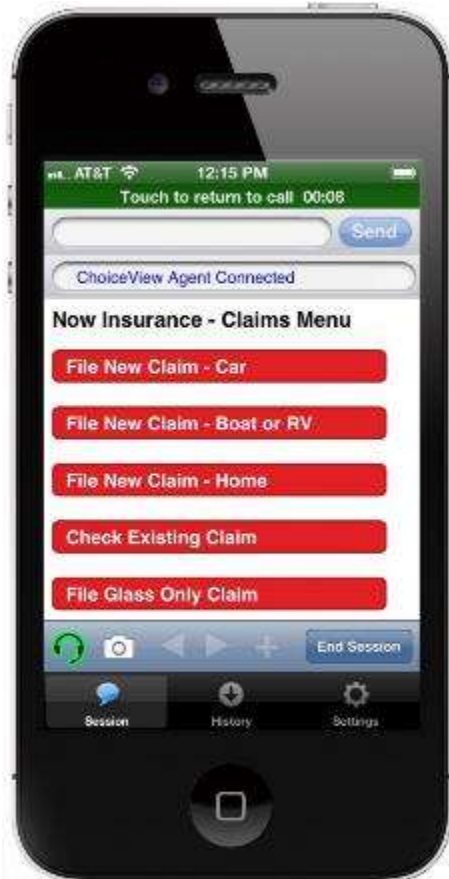 AT&T 12:15 PM
Touch to return to call 00:08
Send
ChoiceView Agent Connected
Now Insurance - Claims Menu
File New Claim - Car
File New Claim - Boat or RV
File New Claim - Home
Check Existing Claim
File Glass Only Claim
End Session
Session History Settings